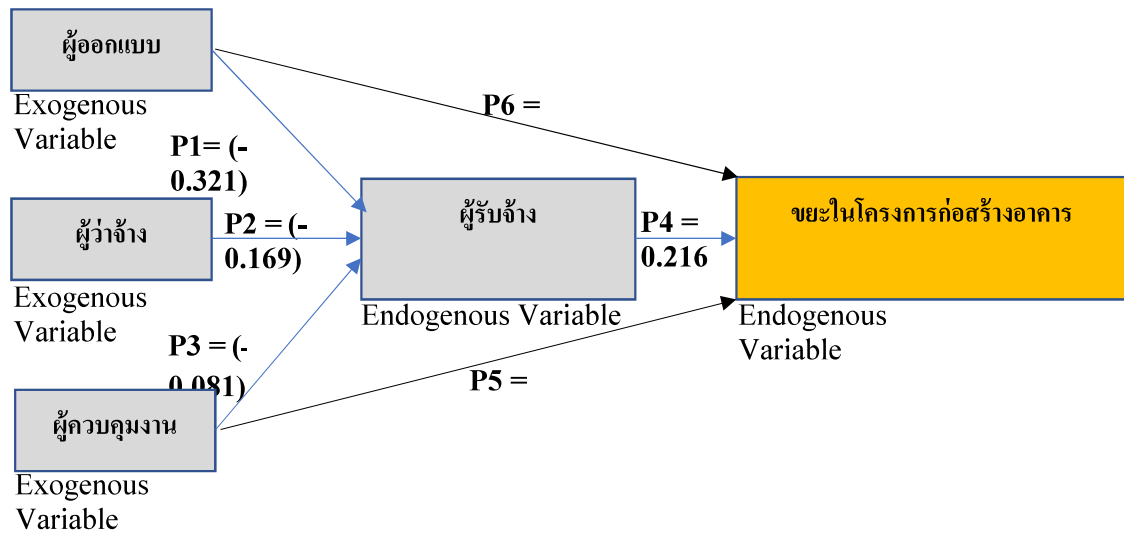 ผู้ออกแบบ
Exogenous
Variable
P6 =
P1= (-
0.321)
ผู้ว่าจ้าง
P2 = (-
0.169)
ผู้รับจ้าง
P4 =
0.216
ขยะในโครงการก่อสร้างอาคาร
Exogenous
Variable
Endogenous Variable
Endogenous
Variable
P3 = (-
0.081)
P5 =
ผู้ควบคุมงาน
Exogenous
Variable